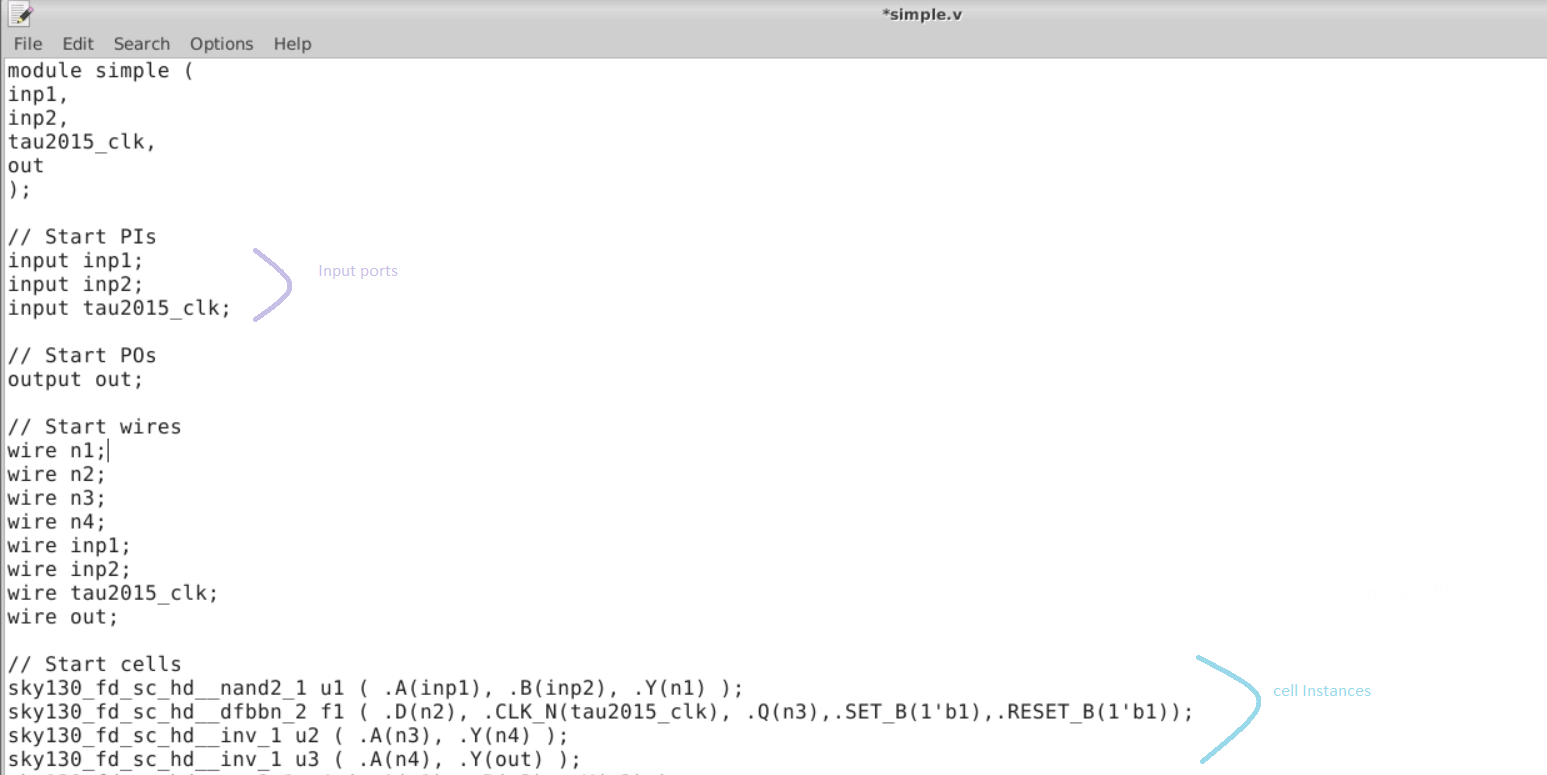 *simple.v
File Edit Search Options Help
module simple (
inp1,
inp2,
tau2015_clk,
out
);
// Start PIs
input inp1;
input inp2;
input tau2015_clk;
Input ports
// Start POs
output out;
// Start wires
wire n1;
wire n2;
wire n3;
wire n4;
wire inp1;
wire inp2;
wire tau2015_clk;
wire out;
// Start cells
sky130_fd_sc_hd__nand2_1 u1 ( .A(inp1), .B(inp2), .Y(n1) );
sky130_fd_sc_hd__dfbbn_2 f1 ( .D(n2), .CLK_N(tau2015_clk), .Q(n3),.SET_B(1'b1),.RESET_B(1'b1));
sky130_fd_sc_hd__inv_1 u2 ( .A(n3), .Y(n4) );
sky130_fd_sc_hd__inv_1 u3 ( .A(n4), .Y(out) );
cell Instances